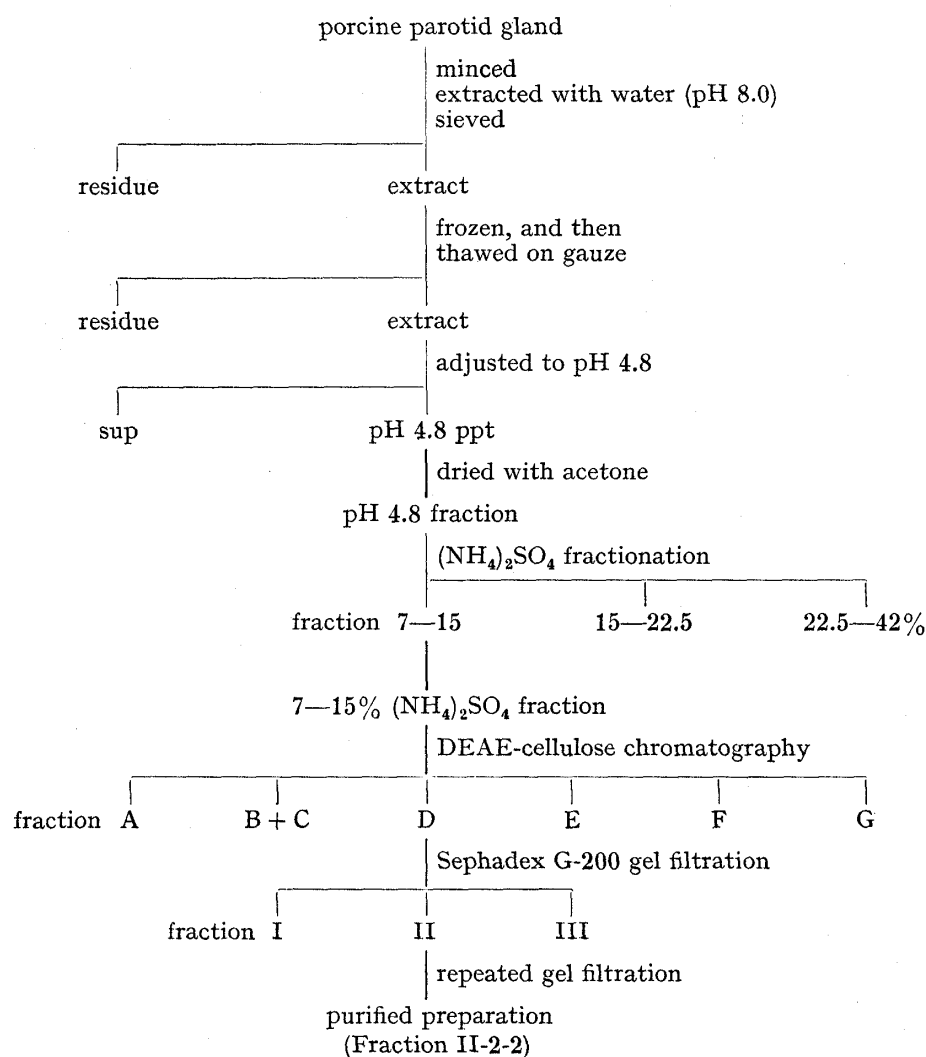 porcine parotid gland
minced
extracted with water (pH 8.0)
sieved
residue extract
frozen, and then
thawed on gauze
residue extract
adjusted to pH 4.8
sup pH 4.8 ppt
dried with acetone
pH 4.8 fraction
(NH₄)₂SO₄ fractionation
fraction 7—15 15—22.5 22.5—42%
7—15% (NH₄)₂SO₄ fraction
DEAE-cellulose chromatography
fraction A B + C D E F G
Sephadex G-200 gel filtration
fraction I II III
repeated gel filtration
purified preparation
(Fraction II-2-2)